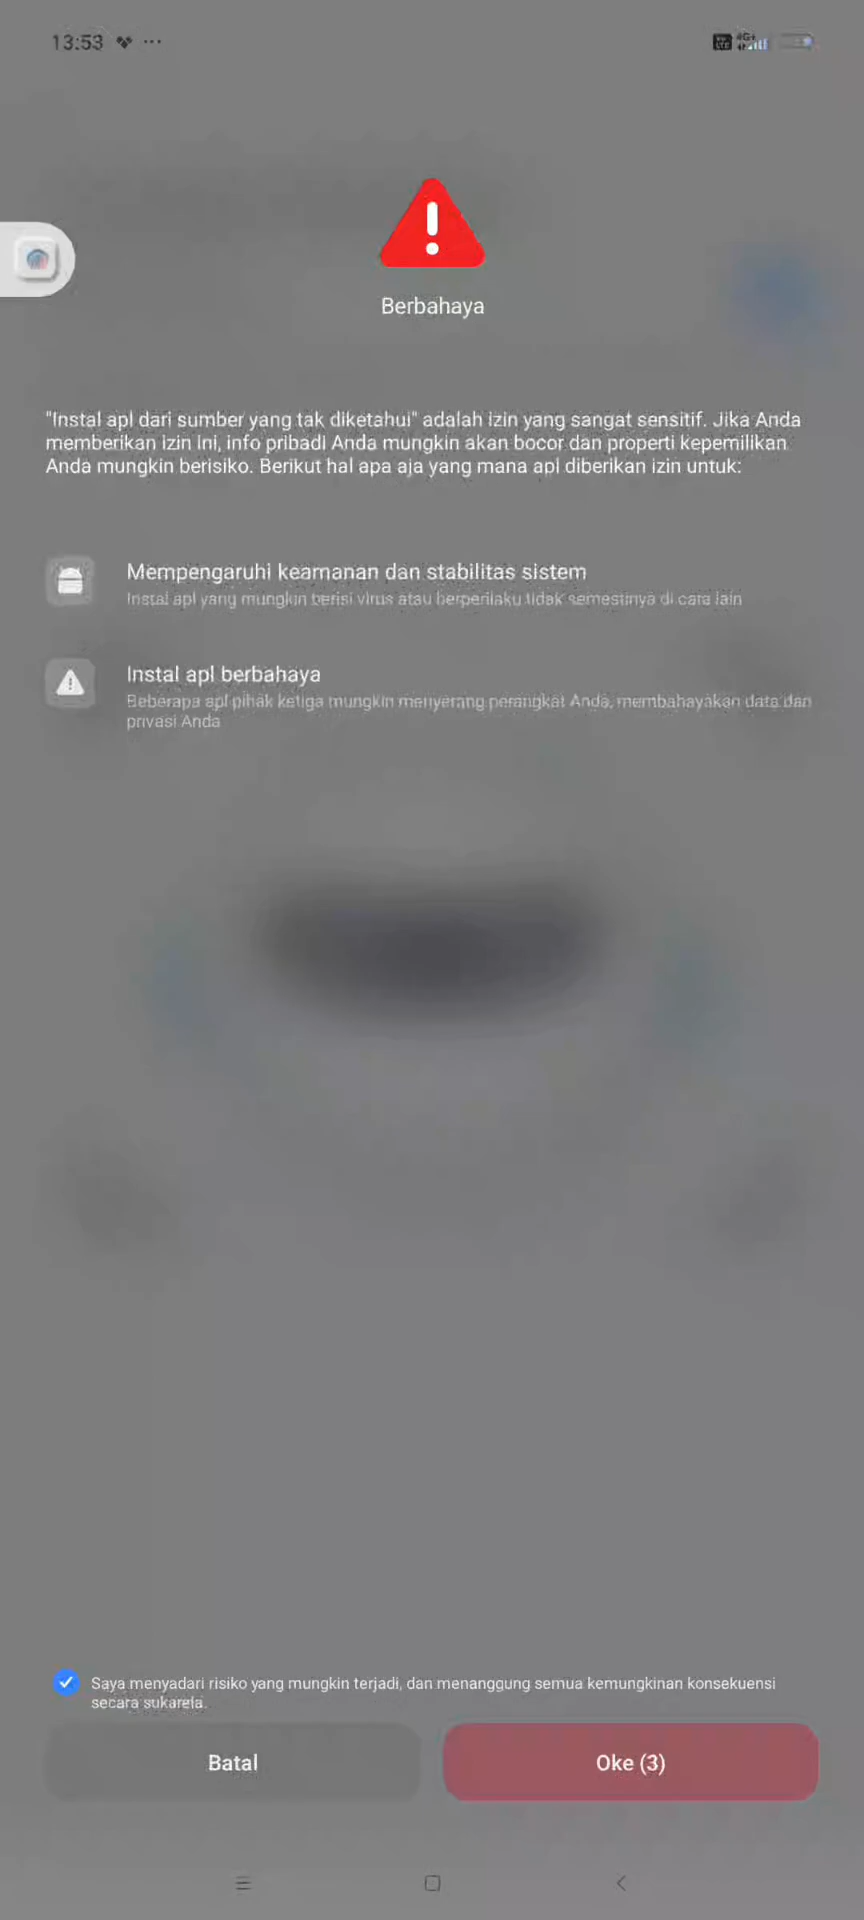 13:53
4G+
Berbahaya
"Instal apl dari sumber yang tak diketahui" adalah izin yang sangat sensitif. Jika Anda
memberikan izin ini, info pribadi Anda mungkin akan bocor dan properti kepemilikan
Anda mungkin berisiko. Berikut hal apa aja yang mana apl diberikan izin untuk:
Mempengaruhi keamanan dan stabilitas sistem
Instal apl yang mungkin berisi virus atau berperilaku tidak semestinya di cara lain
Instal apl berbahaya
Beberapa apl pihak ketiga mungkin menyerang perangkat Anda, membahayakan data dan
privasi Anda
Saya menyadari risiko yang mungkin terjadi, dan menanggung semua kemungkinan konsekuensi
secara sukarela.
Batal
Oke (3)